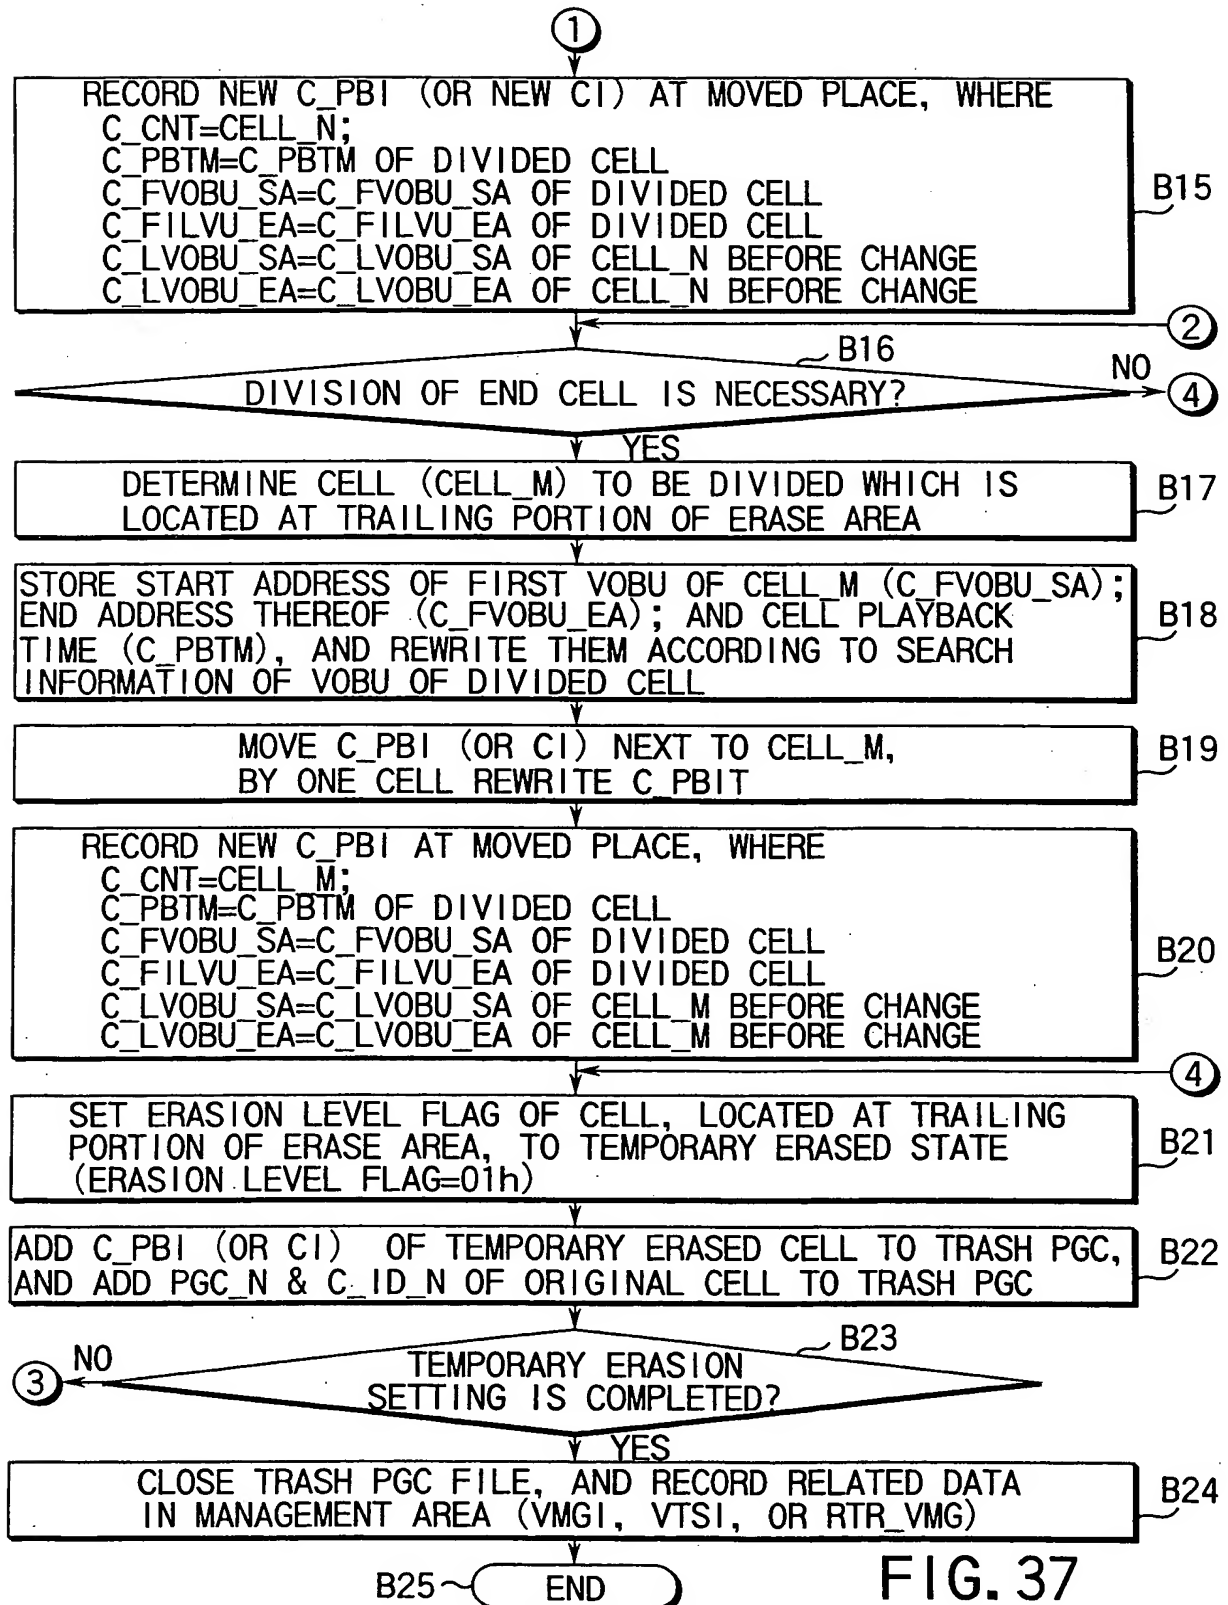 1
RECORD NEW C_PBI (OR NEW CI) AT MOVED PLACE, WHERE
C_CNT=CELL_N;
C_PBTM=C_PBTM OF DIVIDED CELL
C_FVOBU_SA=C_FVOBU_SA OF DIVIDED CELL
C_FILVU_EA=C_FILVU_EA OF DIVIDED CELL
C_LVOBU_SA=C_LVOBU_SA OF CELL_N BEFORE CHANGE
C_LVOBU_EA=C_LVOBU_EA OF CELL_N BEFORE CHANGE
B15
2
B16
DIVISION OF END CELL IS NECESSARY?
NO
4
YES
DETERMINE CELL (CELL_M) TO BE DIVIDED WHICH IS
LOCATED AT TRAILING PORTION OF ERASE AREA
B17
STORE START ADDRESS OF FIRST VOBU OF CELL_M (C_FVOBU_SA);
END ADDRESS THEREOF (C_FVOBU_EA); AND CELL PLAYBACK
TIME (C_PBTM), AND REWRITE THEM ACCORDING TO SEARCH
INFORMATION OF VOBU OF DIVIDED CELL
B18
MOVE C_PBI (OR CI) NEXT TO CELL_M,
BY ONE CELL REWRITE C_PBIT
B19
RECORD NEW C_PBI AT MOVED PLACE, WHERE
C_CNT=CELL_M;
C_PBTM=C_PBTM OF DIVIDED CELL
C_FVOBU_SA=C_FVOBU_SA OF DIVIDED CELL
C_FILVU_EA=C_FILVU_EA OF DIVIDED CELL
C_LVOBU_SA=C_LVOBU_SA OF CELL_M BEFORE CHANGE
C_LVOBU_EA=C_LVOBU_EA OF CELL_M BEFORE CHANGE
B20
4
SET ERASION LEVEL FLAG OF CELL, LOCATED AT TRAILING
PORTION OF ERASE AREA, TO TEMPORARY ERASED STATE
(ERASION LEVEL FLAG=01h)
B21
ADD C_PBI (OR CI) OF TEMPORARY ERASED CELL TO TRASH PGC,
AND ADD PGC_N & C_ID_N OF ORIGINAL CELL TO TRASH PGC
B22
B23
TEMPORARY ERASION
SETTING IS COMPLETED?
NO
3
YES
CLOSE TRASH PGC FILE, AND RECORD RELATED DATA
IN MANAGEMENT AREA (VMGI, VTSI, OR RTR_VMG)
B24
B25
END
FIG. 37